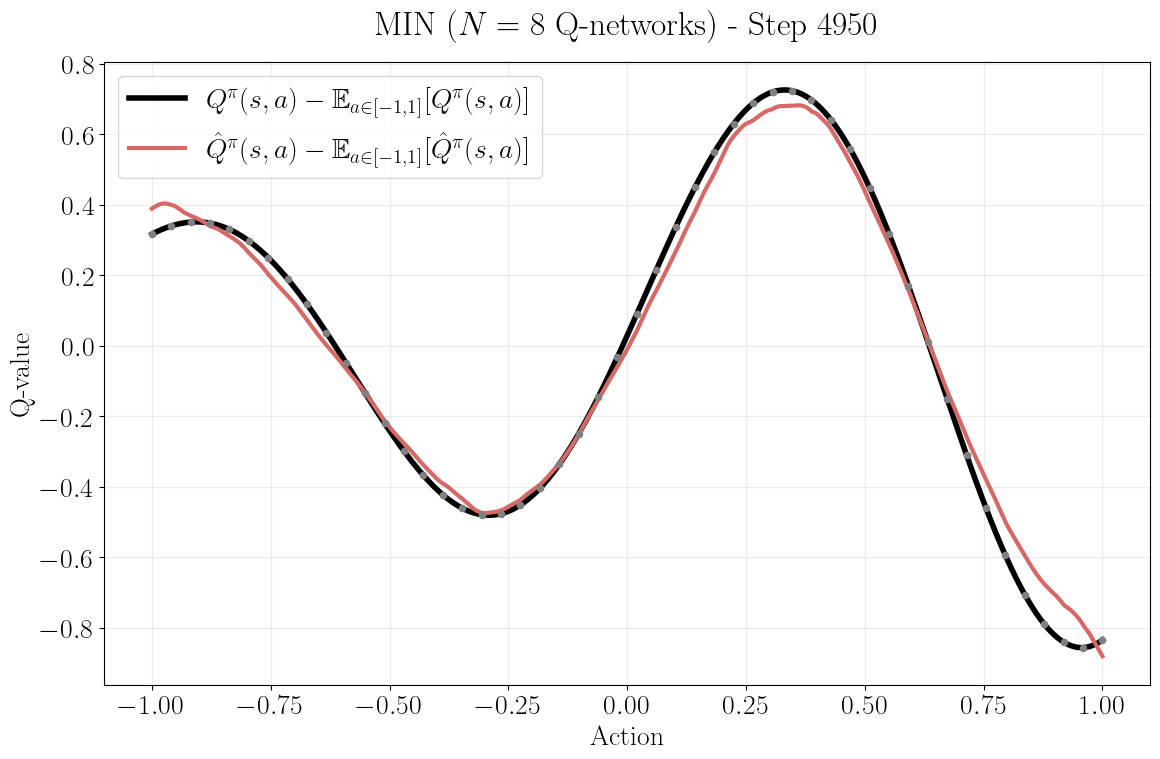 MIN (N = 8 Q-networks) - Step 4950
Q^π(s, a) − 𝔼_{a∈[−1,1]}[Q^π(s, a)]
Q̂^π(s, a) − 𝔼_{a∈[−1,1]}[Q̂^π(s, a)]
0.8
0.6
0.4
0.2
0.0
−0.2
−0.4
−0.6
−0.8
Q-value
−1.00 −0.75 −0.50 −0.25 0.00 0.25 0.50 0.75 1.00
Action